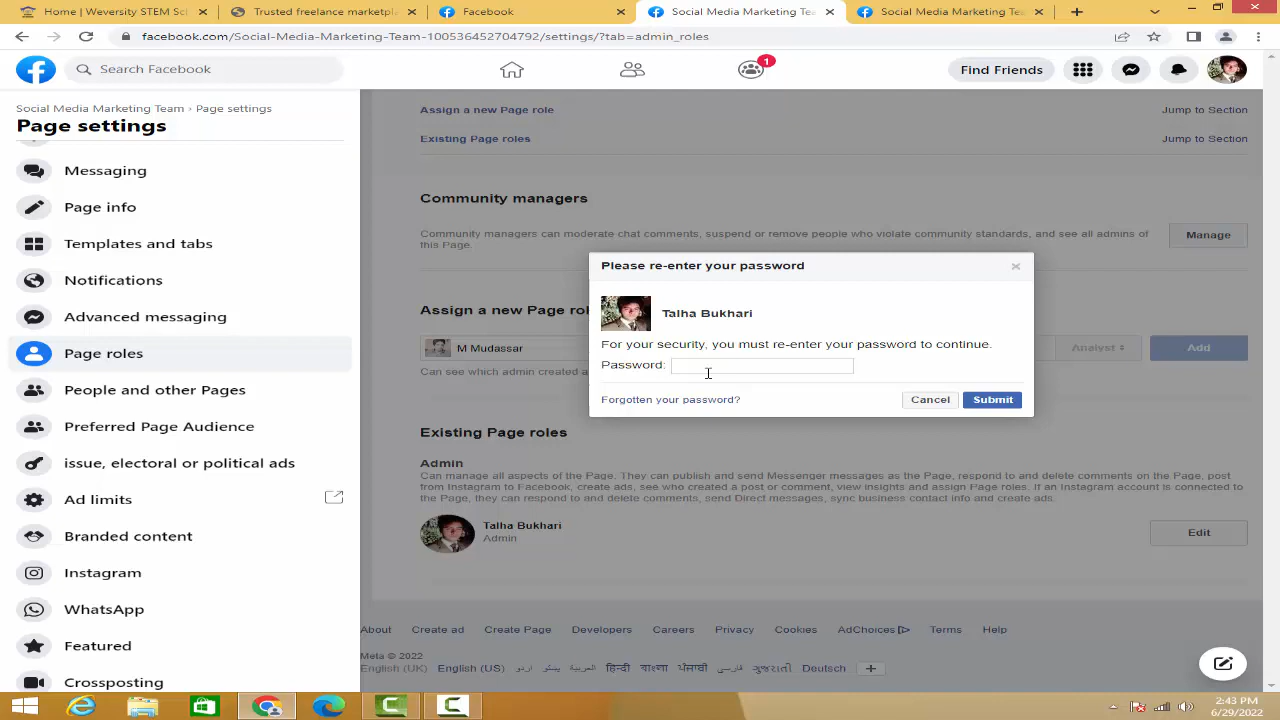 Home | Weversity STEM Sc
Trusted freelance marketpl
Facebook
Social Media Marketing Te
Social Media Marketing Te
facebook.com/Social-Media-Marketing-Team-100536452704792/settings/?tab=admin_roles
Search Facebook
1
Find Friends
Social Media Marketing Team › Page settings
Page settings
Messaging
Page info
Templates and tabs
Notifications
Advanced messaging
Page roles
People and other Pages
Preferred Page Audience
issue, electoral or political ads
Ad limits
Branded content
Instagram
WhatsApp
Featured
Crossposting
Assign a new Page role
Jump to Section
Existing Page roles
Jump to Section
Community managers
Community managers can moderate chat comments, suspend or remove people who violate community standards, and see all admins of
this Page.
Manage
Assign a new Page rol
M Mudassar
Analyst
Add
Can see which admin created a
Please re-enter your password
Talha Bukhari
For your security, you must re-enter your password to continue.
Password:
Forgotten your password?
Cancel
Submit
Existing Page roles
Admin
Can manage all aspects of the Page. They can publish and send Messenger messages as the Page, respond to and delete comments on the Page, post
from Instagram to Facebook, create ads, see who created a post or comment, view insights and assign Page roles. If an Instagram account is connected to
the Page, they can respond to and delete comments, send Direct messages, sync business contact info and create ads.
Talha Bukhari
Admin
Edit
About Create ad Create Page Developers Careers Privacy Cookies AdChoices Terms Help
Meta © 2022
English (UK) English (US) اردو پښتو العربية हिन्दी বাংলা ਪੰਜਾਬੀ فارسی ગુજરાતી Deutsch +
2:43 PM
6/29/2022